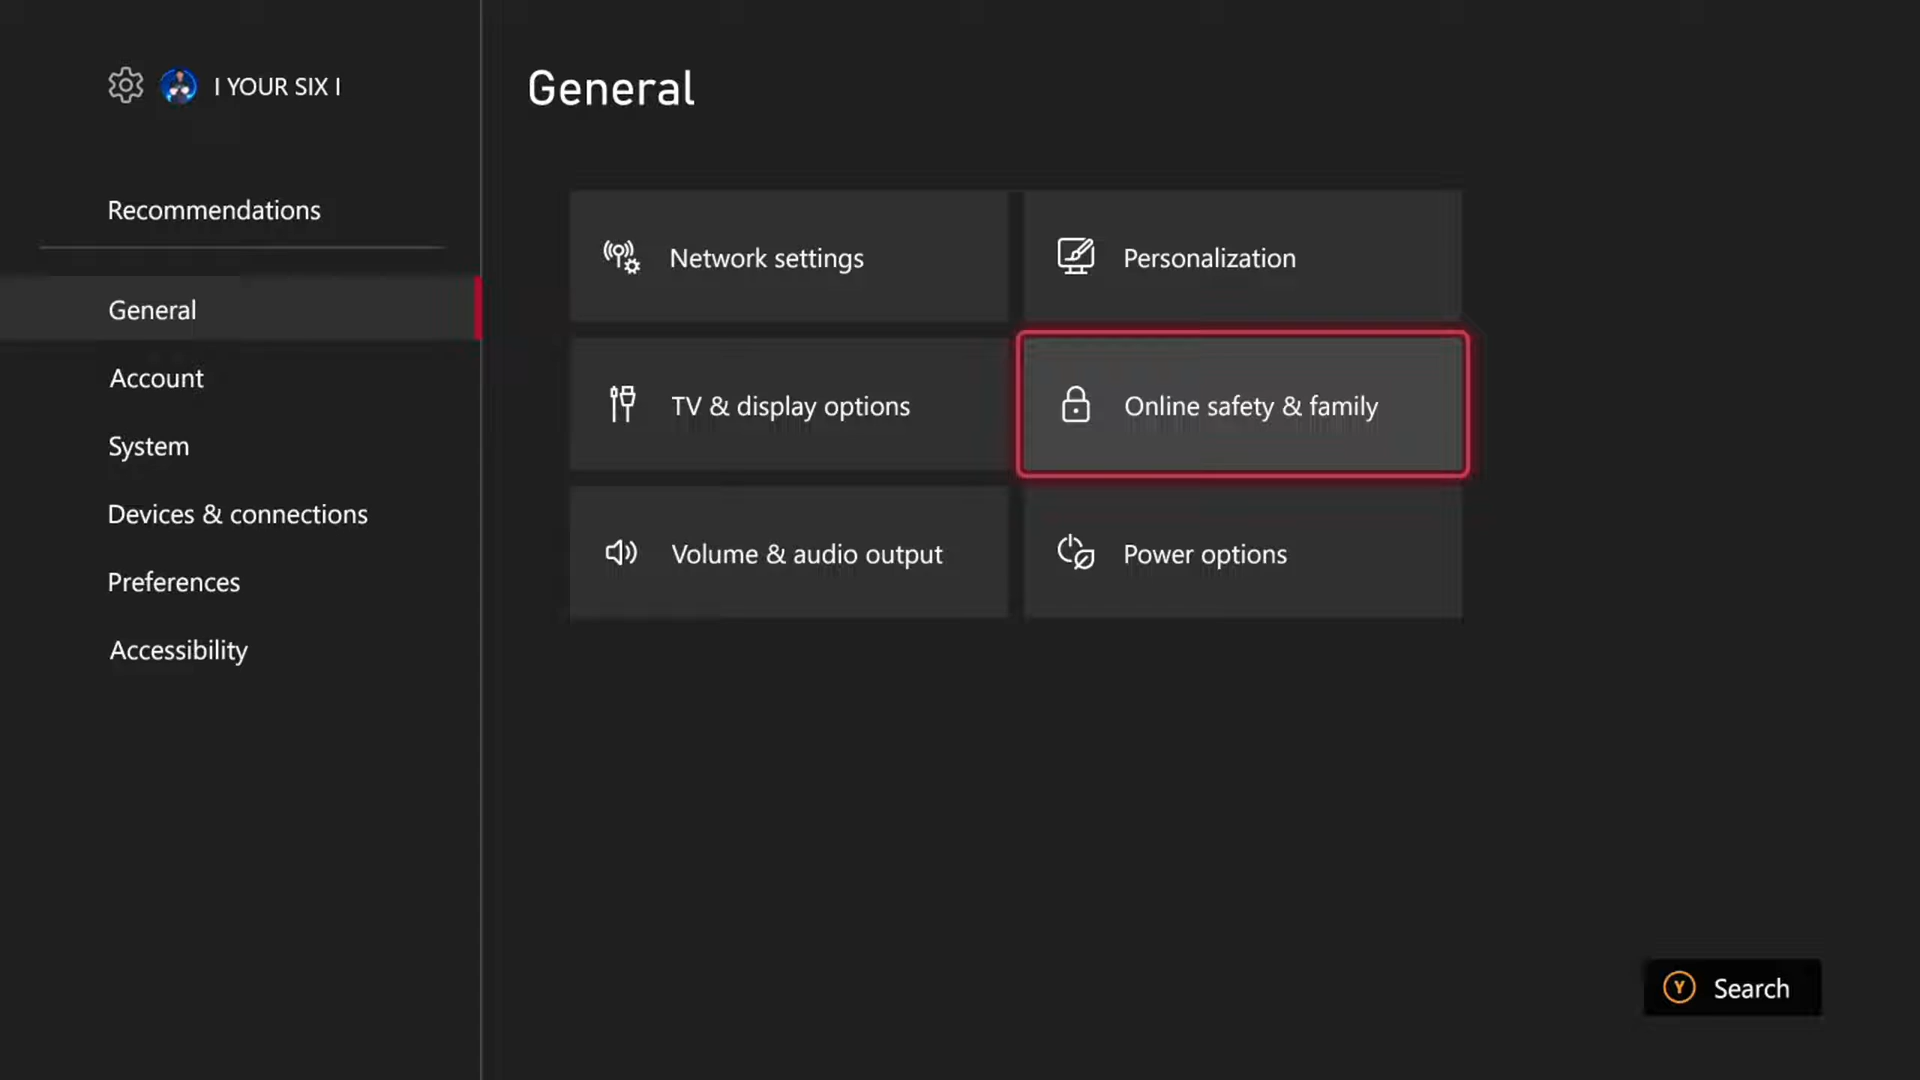 I YOUR SIX I
General
Recommendations
General
Account
System
Devices & connections
Preferences
Accessibility
Network settings
Personalization
TV & display options
Online safety & family
Volume & audio output
Power options
Y Search